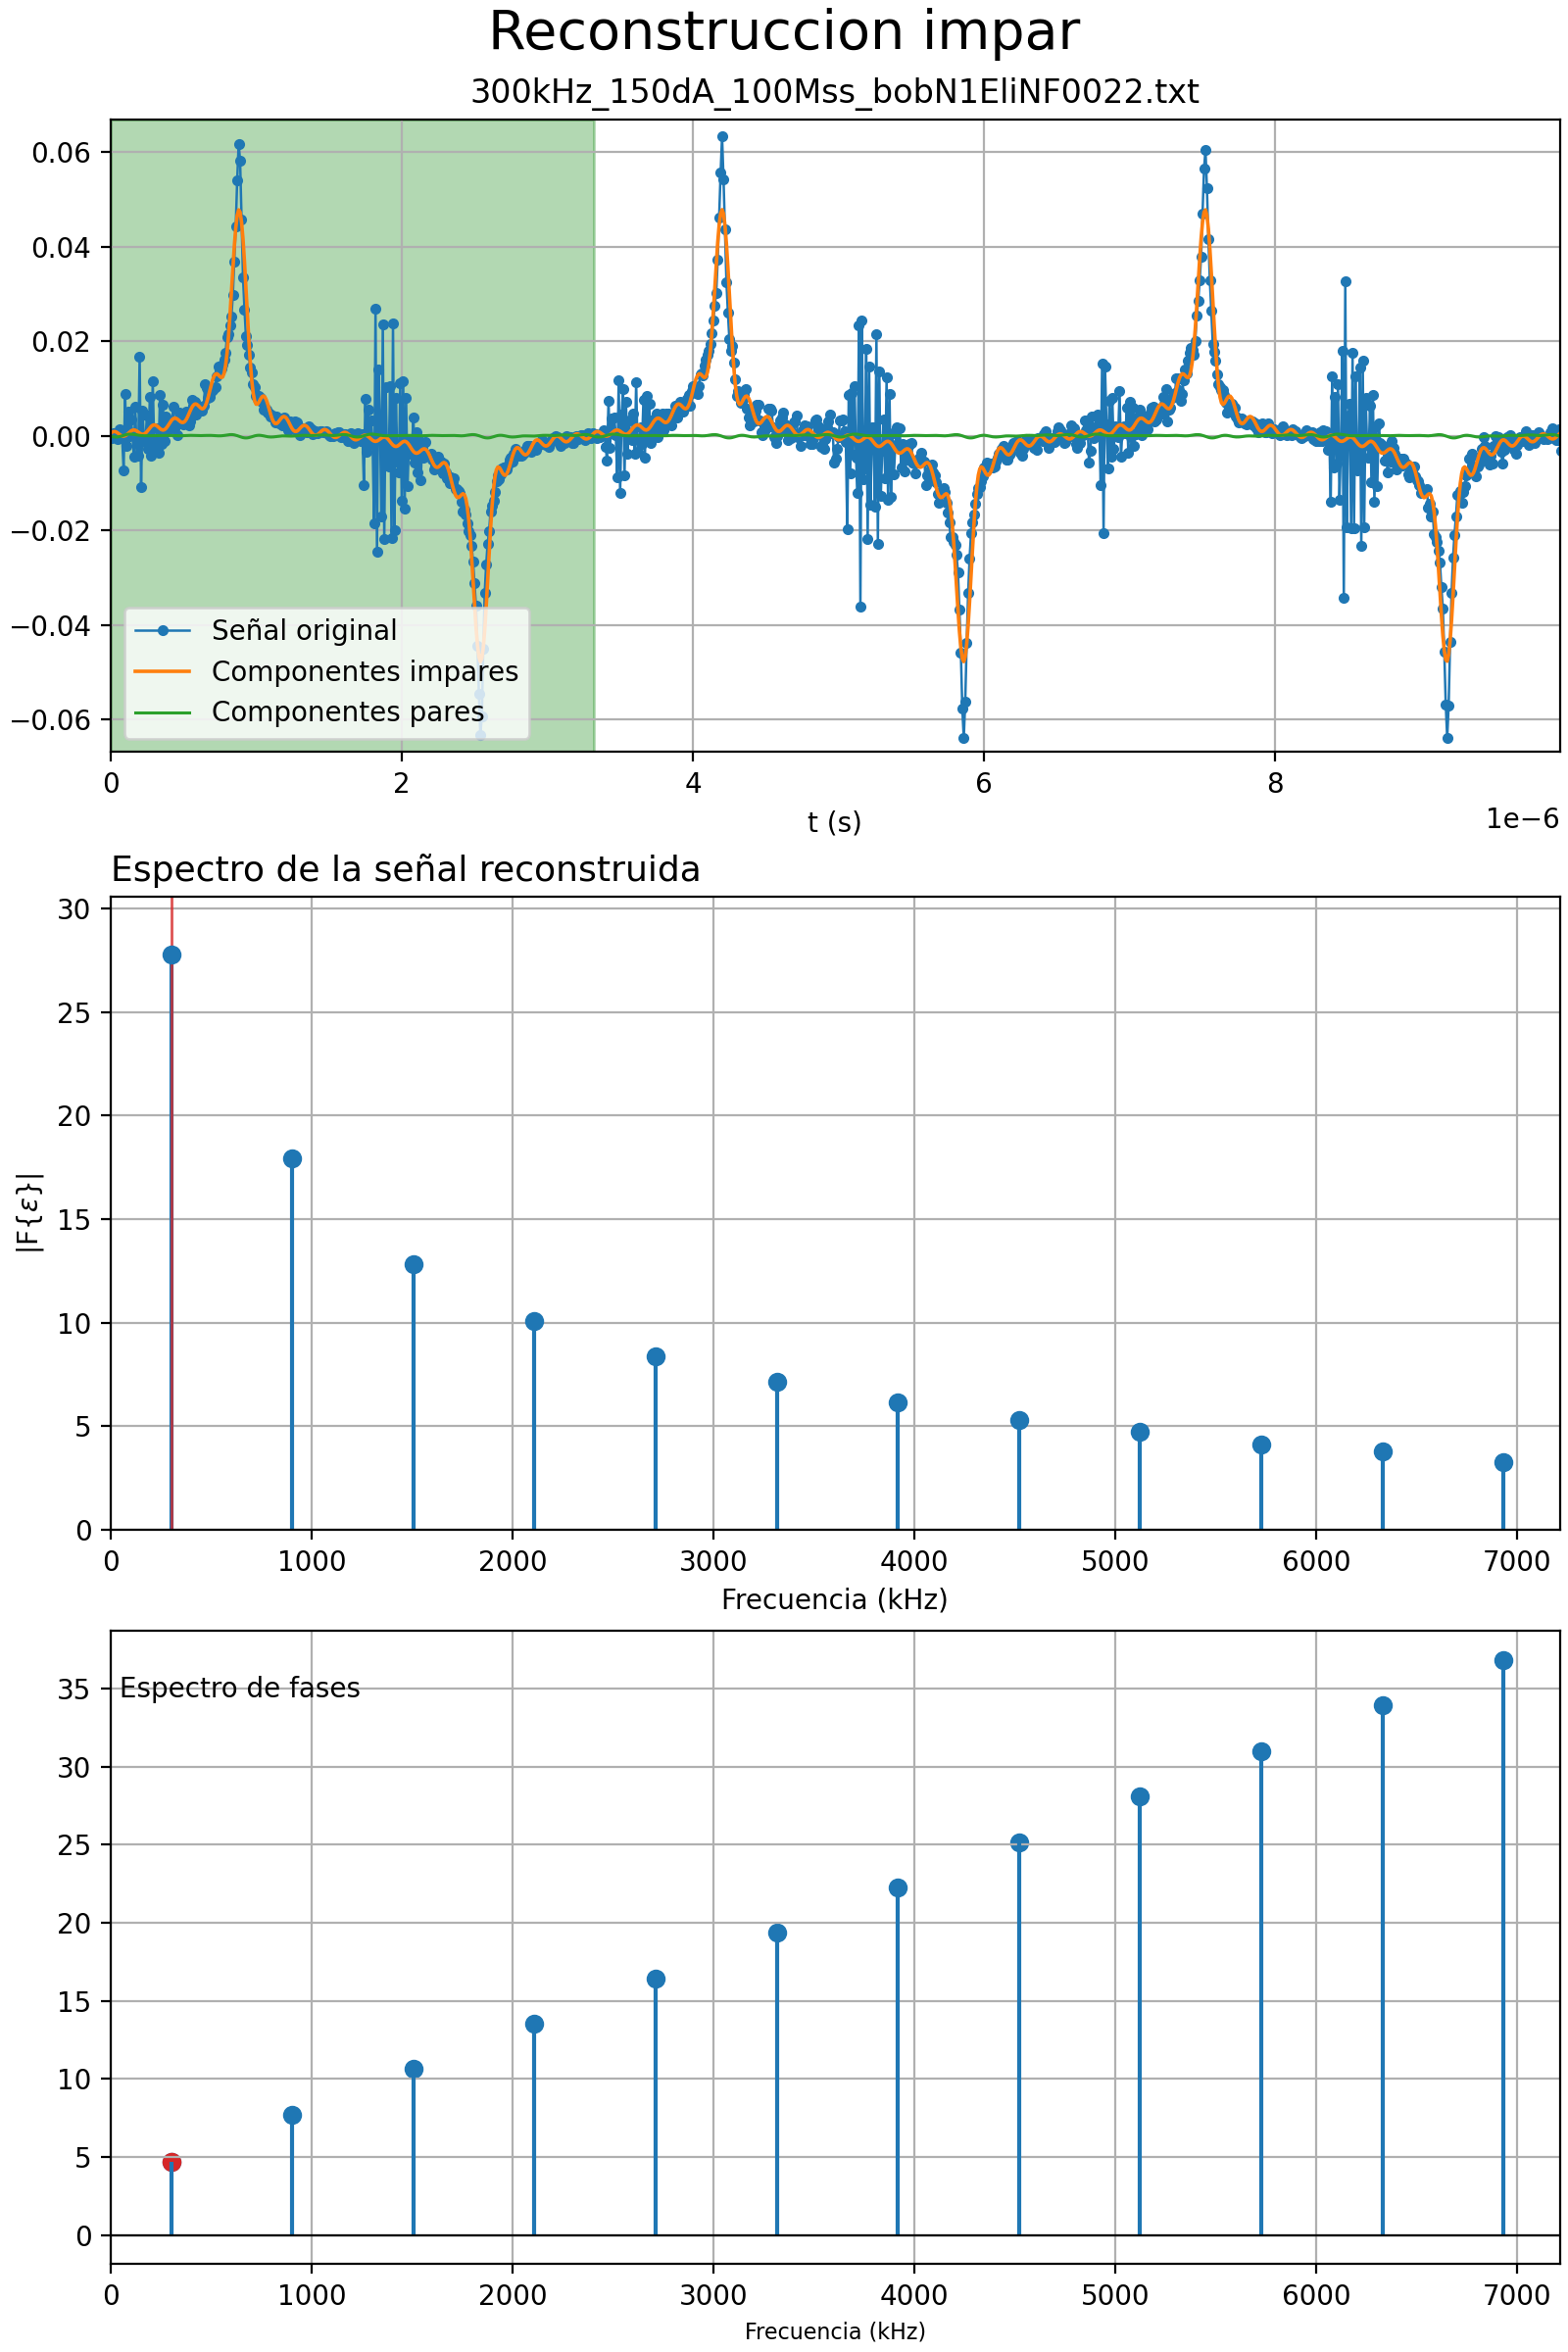 Reconstruccion impar
300kHz_150dA_100Mss_bobN1EliNF0022.txt
0.06
0.04
0.02
0.00
−0.02
−0.04
−0.06
Señal original
Componentes impares
Componentes pares
0 2 4 6 8
1e−6
t (s)
Espectro de la señal reconstruida
30
25
20
15
10
5
0
|F{ε}|
0 1000 2000 3000 4000 5000 6000 7000
Frecuencia (kHz)
Espectro de fases
35
30
25
20
15
10
5
0
0 1000 2000 3000 4000 5000 6000 7000
Frecuencia (kHz)